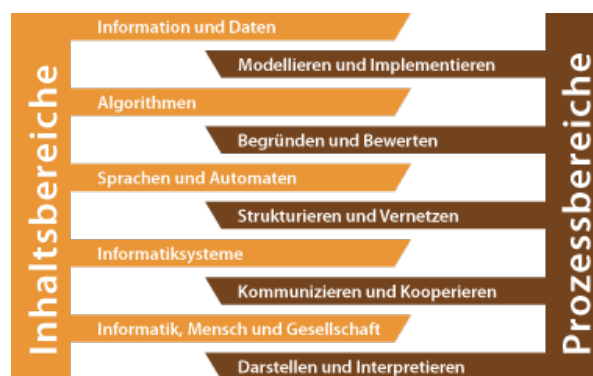 Inhaltsbereiche
Information und Daten
Modellieren und Implementieren
Algorithmen
Begründen und Bewerten
Sprachen und Automaten
Strukturieren und Vernetzen
Informatiksysteme
Kommunizieren und Kooperieren
Informatik, Mensch und Gesellschaft
Darstellen und Interpretieren
Prozessbereiche